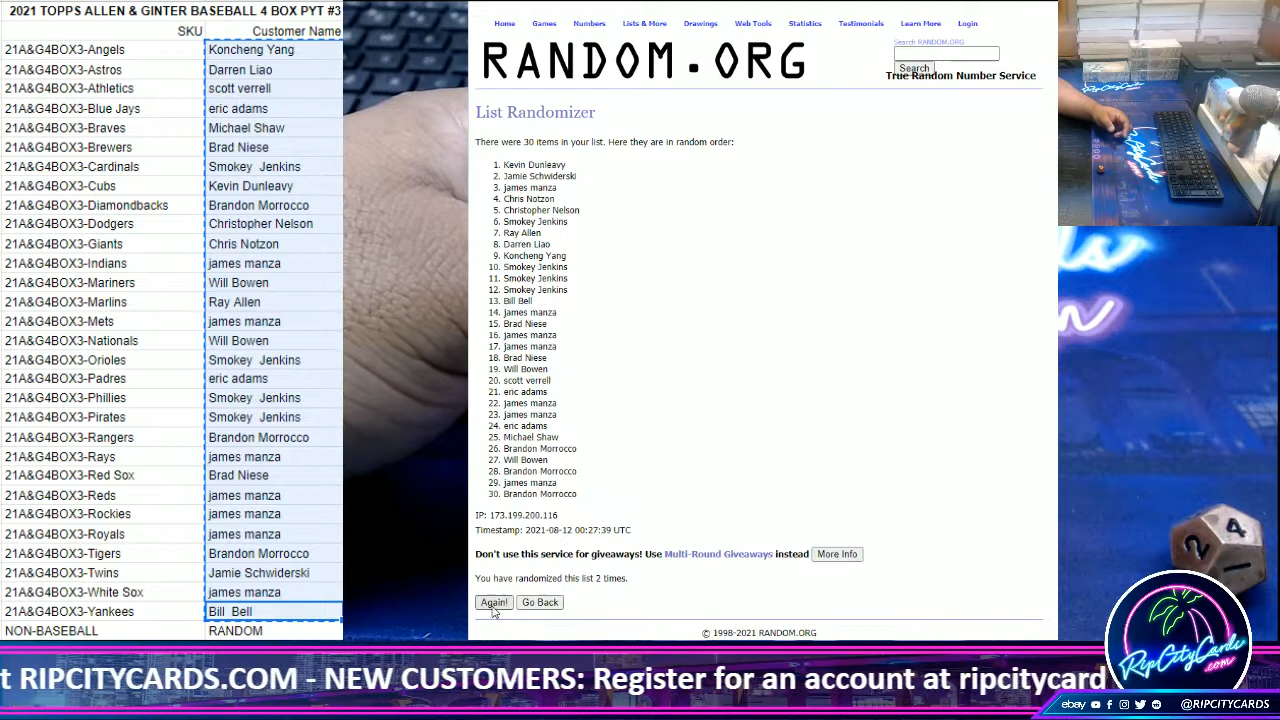 2021 TOPPS ALLEN & GINTER BASEBALL 4 BOX PYT #3
SKU Customer Name
21A&G4BOX3-Angels Koncheng Yang
21A&G4BOX3-Astros Darren Liao
21A&G4BOX3-Athletics scott verrell
21A&G4BOX3-Blue Jays eric adams
21A&G4BOX3-Braves Michael Shaw
21A&G4BOX3-Brewers Brad Niese
21A&G4BOX3-Cardinals Smokey Jenkins
21A&G4BOX3-Cubs Kevin Dunleavy
21A&G4BOX3-Diamondbacks Brandon Morrocco
21A&G4BOX3-Dodgers Christopher Nelson
21A&G4BOX3-Giants Chris Notzon
21A&G4BOX3-Indians james manza
21A&G4BOX3-Mariners Will Bowen
21A&G4BOX3-Marlins Ray Allen
21A&G4BOX3-Mets james manza
21A&G4BOX3-Nationals Will Bowen
21A&G4BOX3-Orioles Smokey Jenkins
21A&G4BOX3-Padres eric adams
21A&G4BOX3-Phillies Smokey Jenkins
21A&G4BOX3-Pirates Smokey Jenkins
21A&G4BOX3-Rangers Brandon Morrocco
21A&G4BOX3-Rays james manza
21A&G4BOX3-Red Sox Brad Niese
21A&G4BOX3-Reds james manza
21A&G4BOX3-Rockies james manza
21A&G4BOX3-Royals james manza
21A&G4BOX3-Tigers Brandon Morrocco
21A&G4BOX3-Twins Jamie Schwiderski
21A&G4BOX3-White Sox james manza
21A&G4BOX3-Yankees Bill Bell
NON-BASEBALL RANDOM
Home Games Numbers Lists & More Drawings Web Tools Statistics Testimonials Learn More Login
RANDOM.ORG
Search RANDOM.ORG
Search
True Random Number Service
List Randomizer
There were 30 items in your list. Here they are in random order:
1. Kevin Dunleavy
2. Jamie Schwiderski
3. james manza
4. Chris Notzon
5. Christopher Nelson
6. Smokey Jenkins
7. Ray Allen
8. Darren Liao
9. Koncheng Yang
10. Smokey Jenkins
11. Smokey Jenkins
12. Smokey Jenkins
13. Bill Bell
14. james manza
15. Brad Niese
16. james manza
17. james manza
18. Brad Niese
19. Will Bowen
20. scott verrell
21. eric adams
22. james manza
23. james manza
24. eric adams
25. Michael Shaw
26. Brandon Morrocco
27. Will Bowen
28. Brandon Morrocco
29. james manza
30. Brandon Morrocco
IP: 173.199.200.116
Timestamp: 2021-08-12 00:27:39 UTC
Don't use this service for giveaways! Use Multi-Round Giveaways instead More Info
You have randomized this list 2 times.
Again! Go Back
© 1998-2021 RANDOM.ORG
2
4
1
t RIPCITYCARDS.COM - NEW CUSTOMERS: Register for an account at ripcitycard
RipCityCards
.com
ebay @RIPCITYCARDS